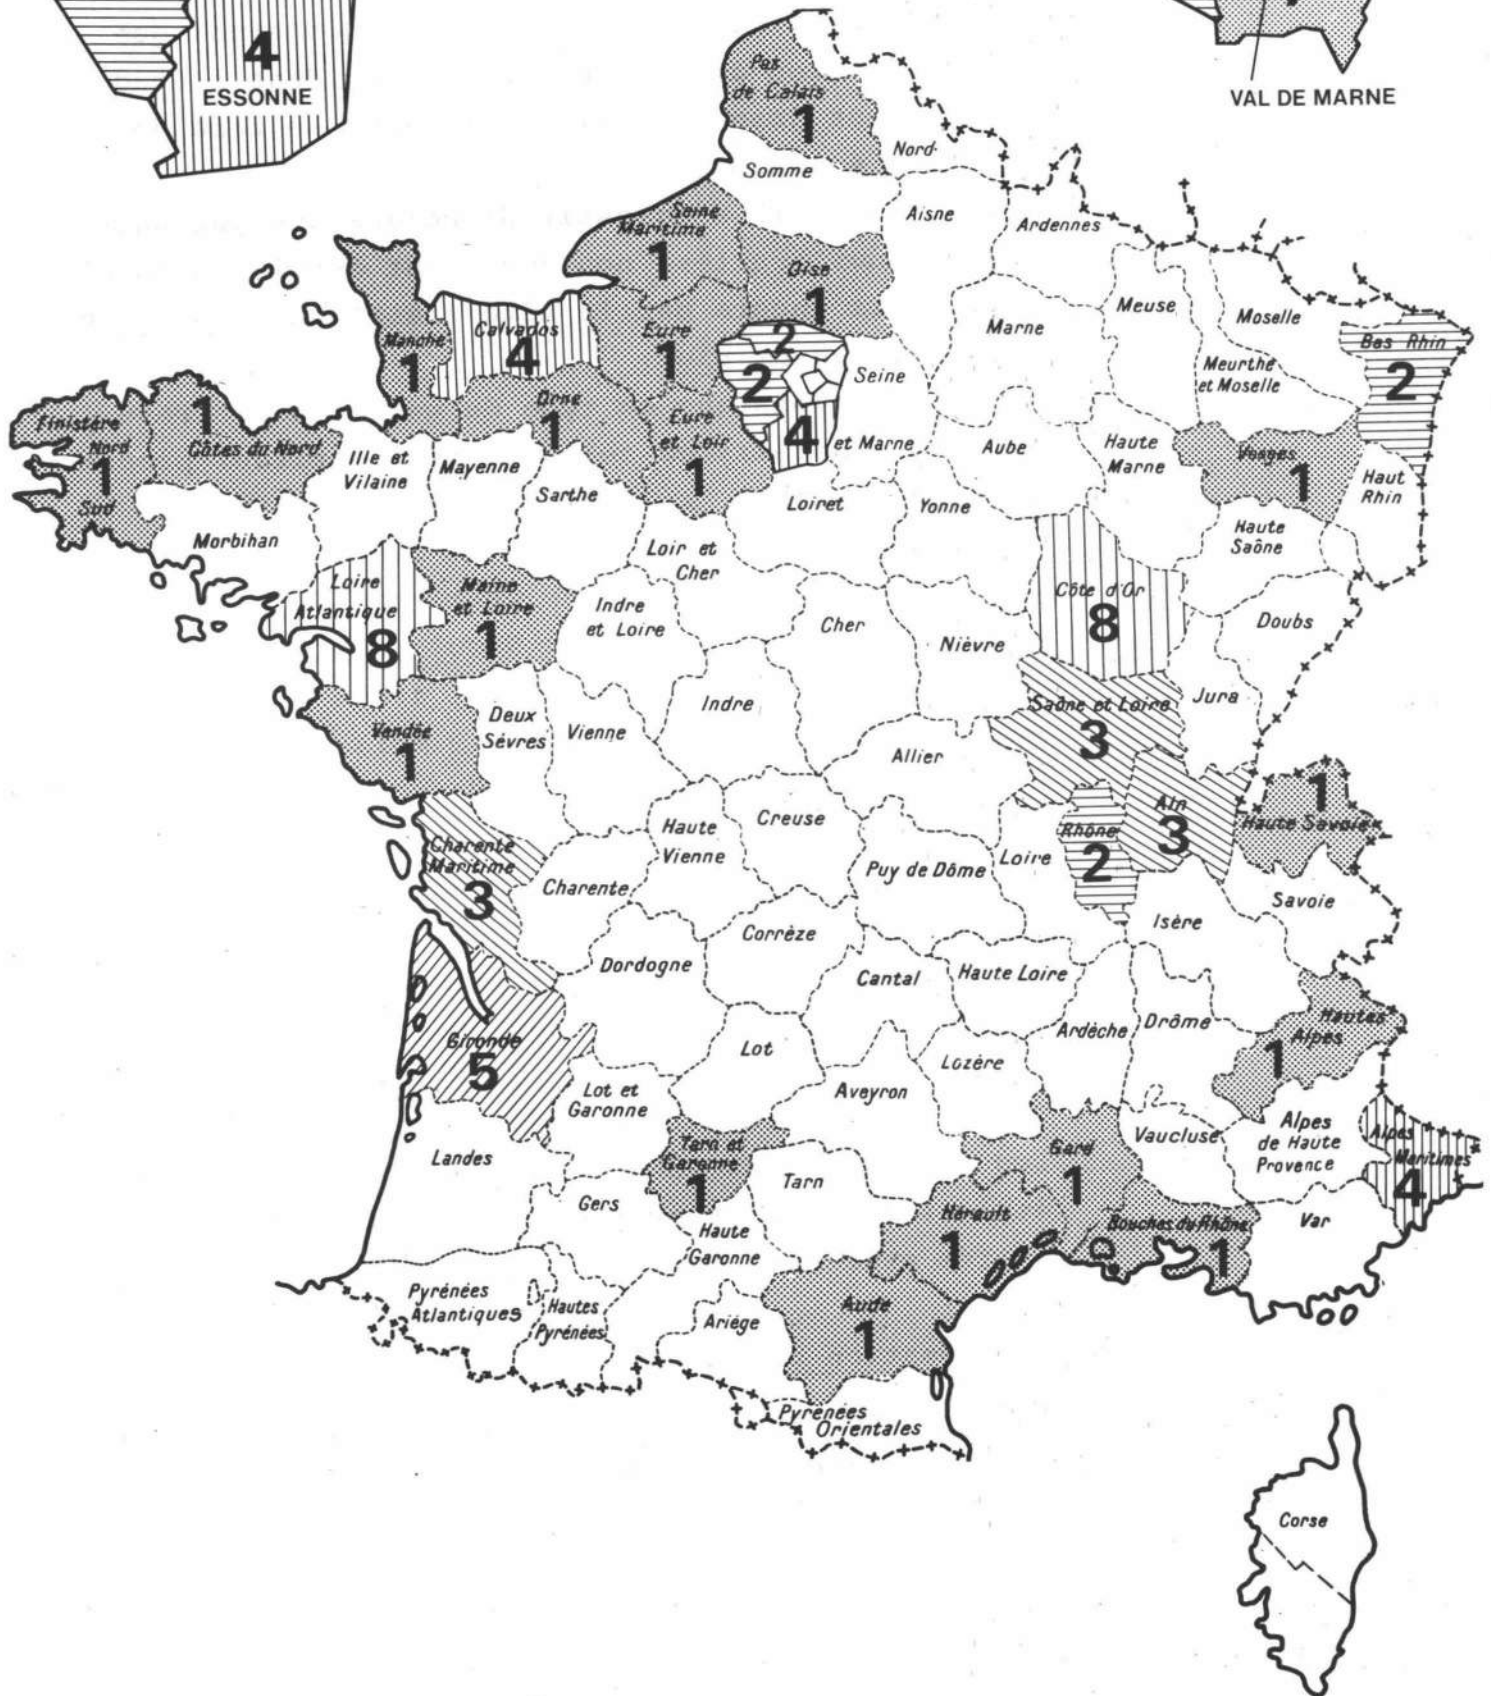 4
ESSONNE
VAL DE MARNE
Pas
de Calais
1
Nord
Somme
Seine
Maritime
1
Aisne
Ardennes
Oise
1
Manche
1
Calvados
4
Eure
1
2
2
4
Seine
et Marne
Marne
Meuse
Moselle
Meurthe
et Moselle
Bas Rhin
2
Finistère
Nord
1
Sud
1
Côtes du Nord
Ille et
Vilaine
Mayenne
Orne
1
Eure
et Loir
1
Sarthe
Aube
Haute
Marne
Vosges
1
Haut
Rhin
Morbihan
Loiret
Yonne
Haute
Saône
Loir et
Cher
Loire
Atlantique
8
Maine
et Loire
1
Indre
et Loire
Cher
Nièvre
Côte d'Or
8
Doubs
Vendée
1
Deux
Sévres
Vienne
Indre
Allier
Saône et Loire
3
Jura
Ain
3
1
Haute Savoie
Charente
Maritime
3
Charente
Haute
Vienne
Creuse
Puy de Dôme
Loire
Rhône
2
Savoie
Isère
Corrèze
Dordogne
Cantal
Haute Loire
Ardèche
Drôme
Hautes
Alpes
1
Gironde
5
Lot et
Garonne
Lot
Aveyron
Lozère
Landes
Gers
Tarn et
Garonne
1
Tarn
Gard
1
Vaucluse
Alpes
de Haute
Provence
Alpes
Maritimes
4
Haute
Garonne
Hérault
1
Bouches du Rhône
1
Var
Pyrénées
Atlantiques
Hautes
Pyrénées
Ariége
Aude
1
Pyrénées
Orientales
Corse